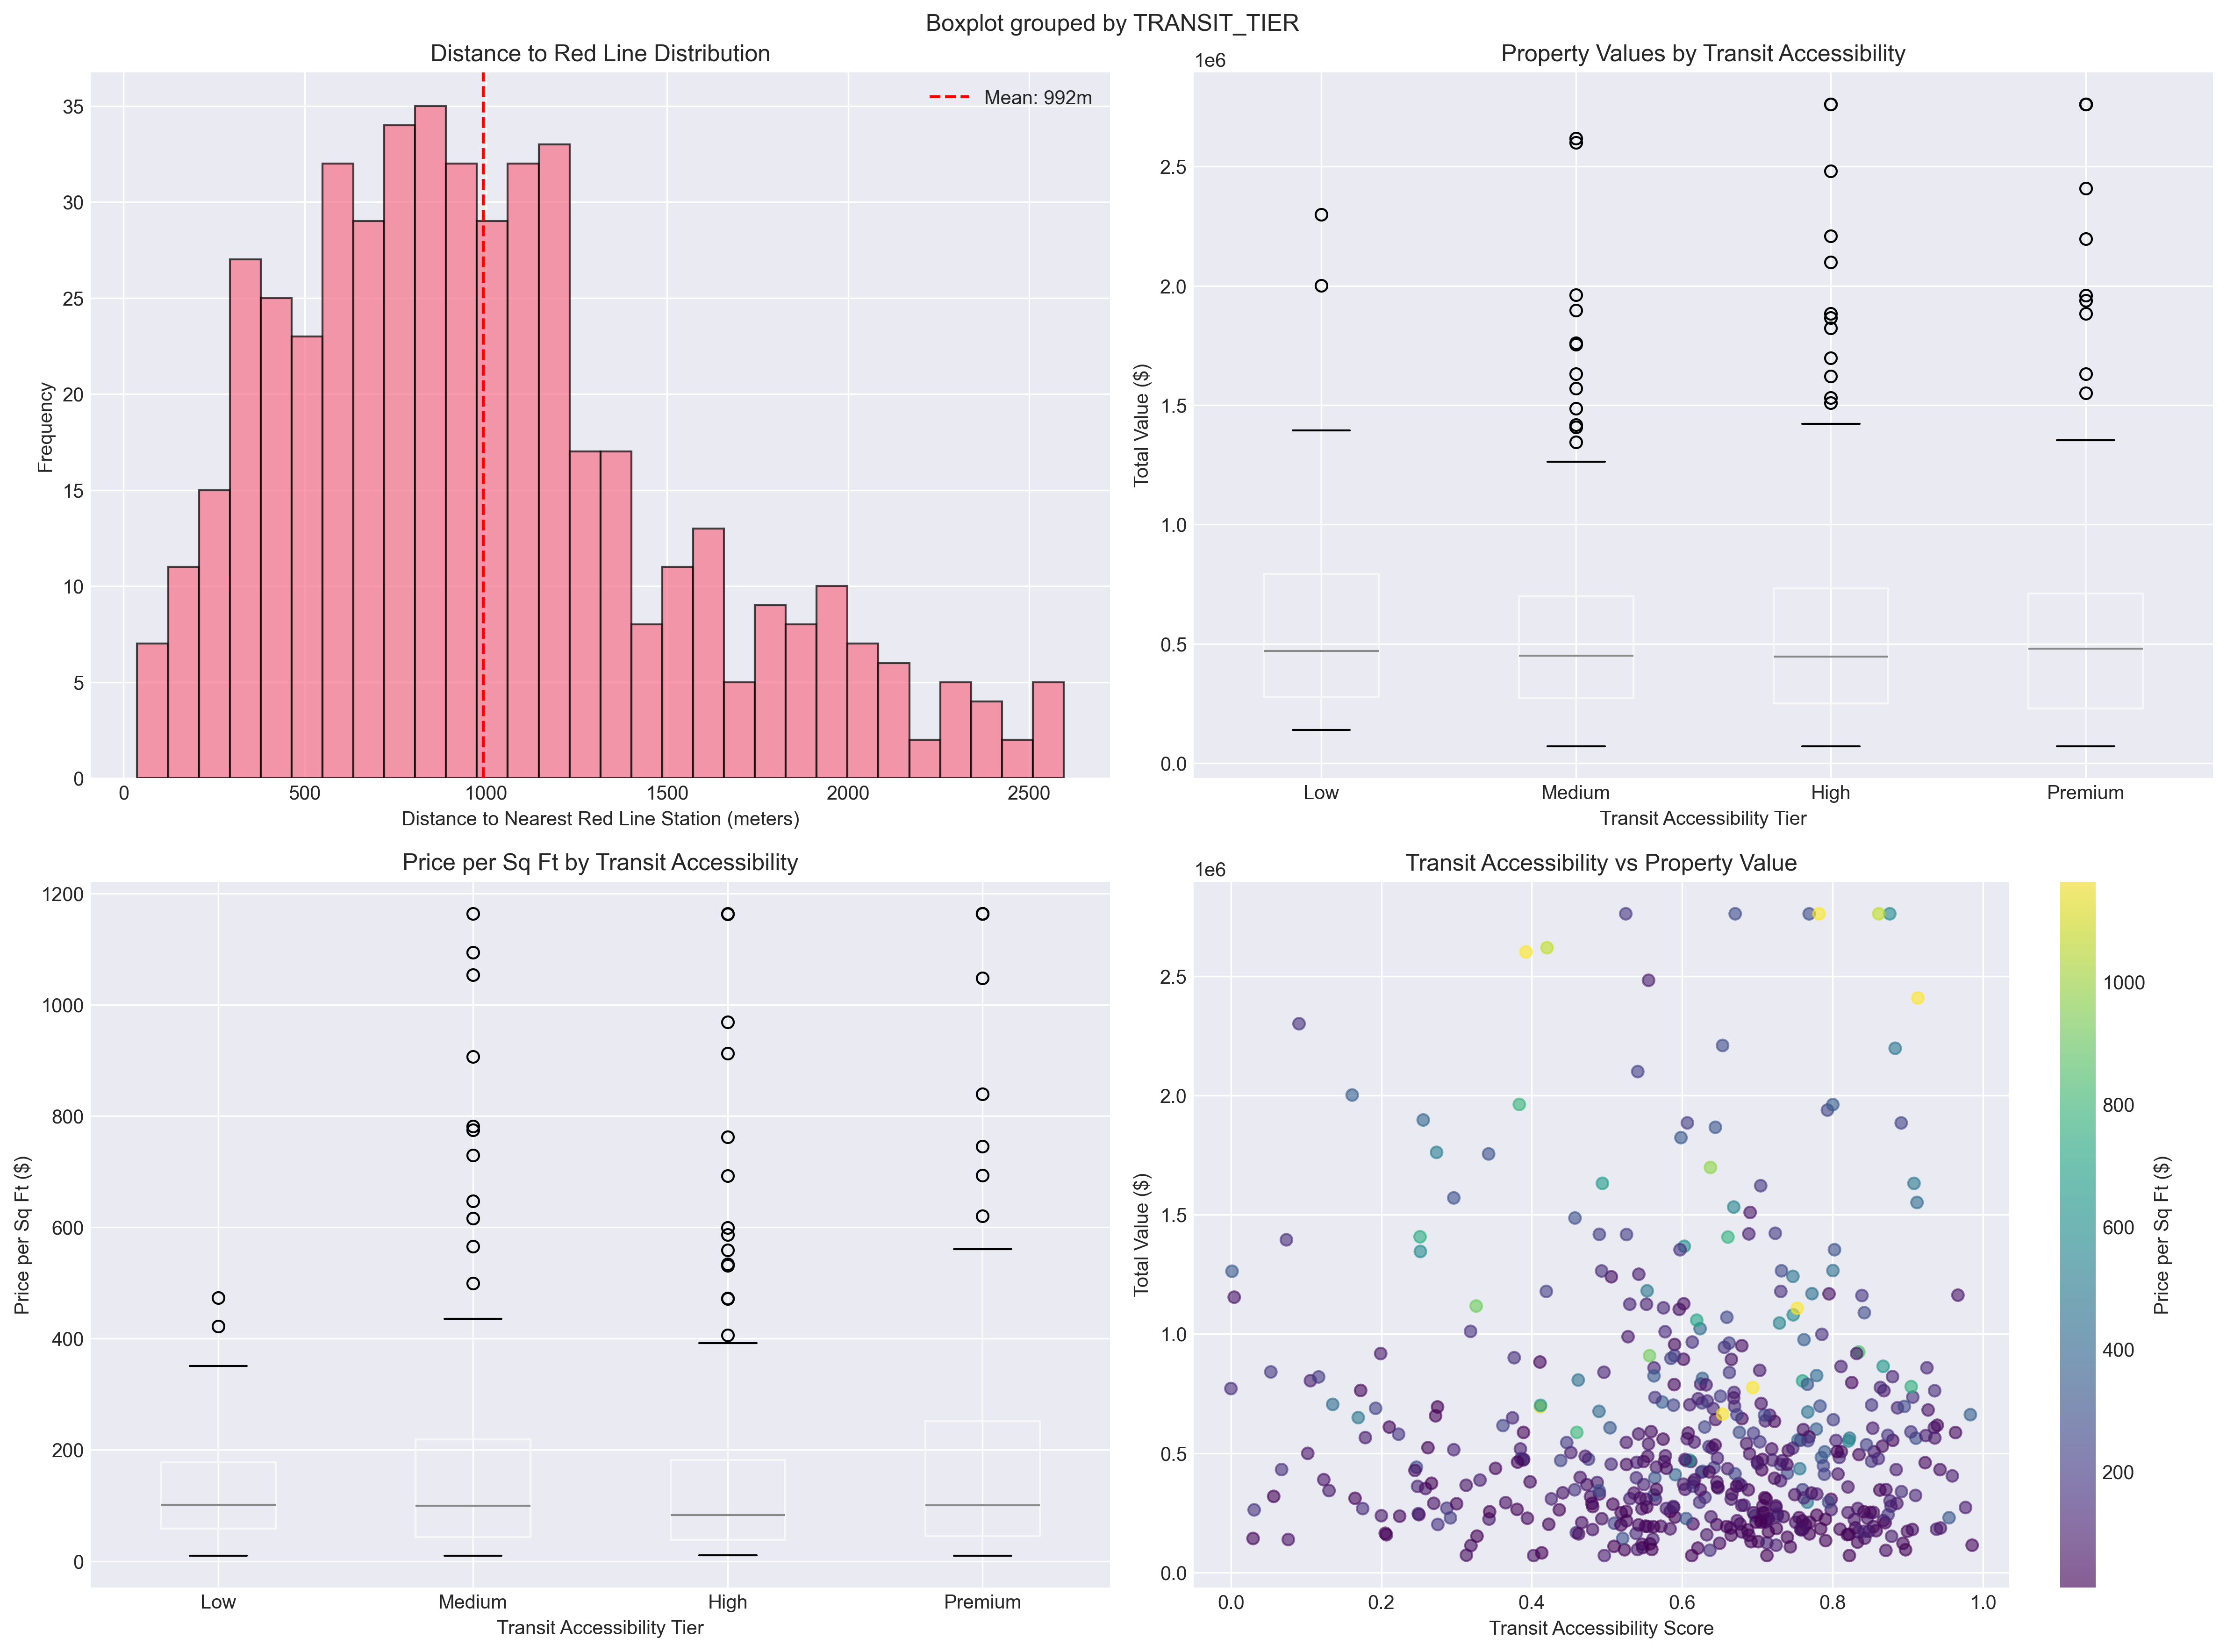 Boxplot grouped by TRANSIT_TIER
Distance to Red Line Distribution
Mean: 992m
Frequency
35
30
25
20
15
10
5
0
0 500 1000 1500 2000 2500
Distance to Nearest Red Line Station (meters)
Property Values by Transit Accessibility
1e6
Total Value ($)
2.5
2.0
1.5
1.0
0.5
0.0
Low Medium High Premium
Transit Accessibility Tier
Price per Sq Ft by Transit Accessibility
Price per Sq Ft ($)
1200
1000
800
600
400
200
0
Low Medium High Premium
Transit Accessibility Tier
Transit Accessibility vs Property Value
1e6
Total Value ($)
2.5
2.0
1.5
1.0
0.5
0.0
0.0 0.2 0.4 0.6 0.8 1.0
Transit Accessibility Score
1000
800
600
400
200
Price per Sq Ft ($)